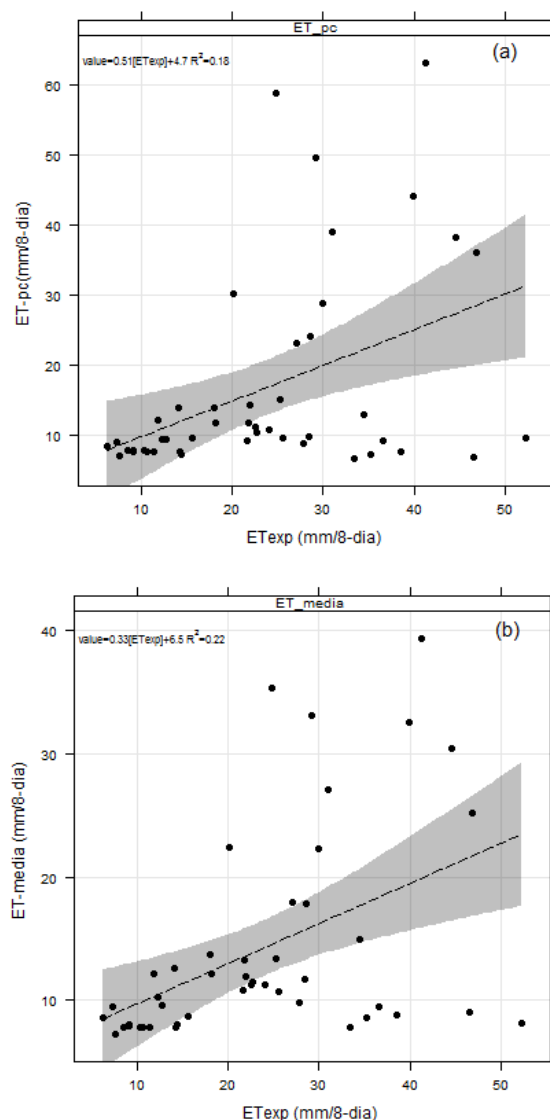 ET_pc
(a)
value=0.51[ETexp]+4.7 R²=0.18
60
50
40
30
20
10
ET-pc(mm/8-dia)
10 20 30 40 50
ETexp (mm/8-dia)
ET_media
(b)
value=0.33[ETexp]+6.5 R²=0.22
40
30
20
10
ET-media (mm/8-dia)
10 20 30 40 50
ETexp (mm/8-dia)